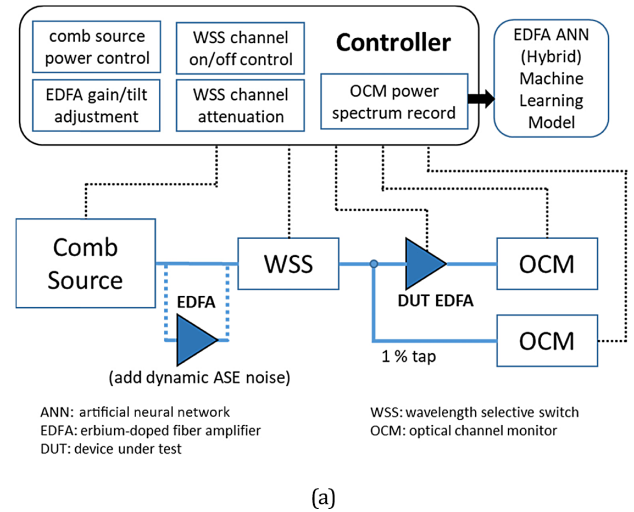 comb source
power control
WSS channel
on/off control
Controller
EDFA gain/tilt
adjustment
WSS channel
attenuation
OCM power
spectrum record
EDFA ANN
(Hybrid)
Machine
Learning
Model
Comb
Source
WSS
OCM
EDFA
DUT EDFA
OCM
1 % tap
(add dynamic ASE noise)
ANN: artificial neural network
EDFA: erbium-doped fiber amplifier
DUT: device under test
WSS: wavelength selective switch
OCM: optical channel monitor
(a)